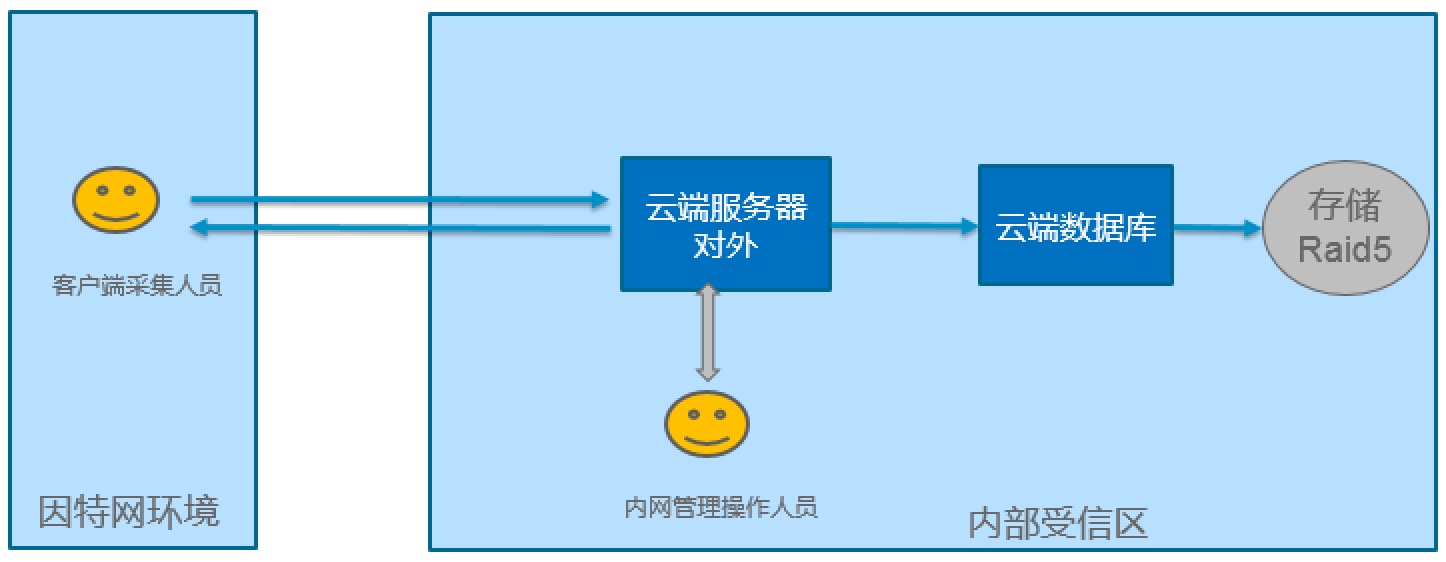 客户端采集人员
因特网环境
云端服务器
对外
云端数据库
存储
Raid5
内网管理操作人员
内部受信区